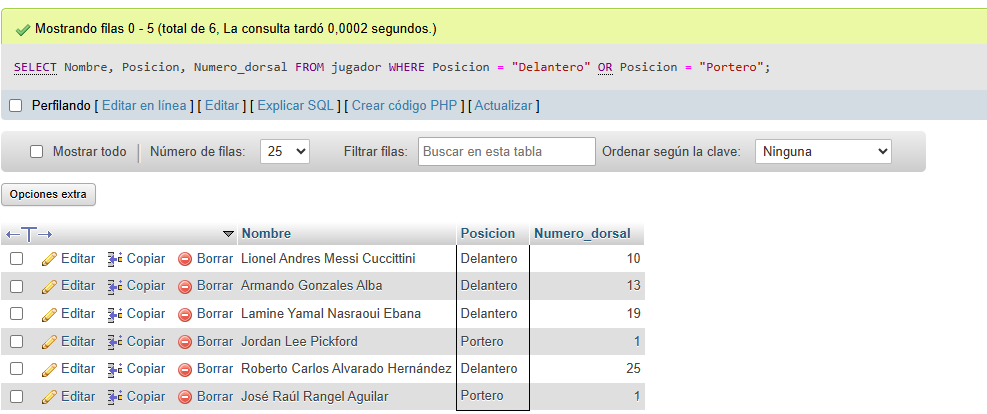 Mostrando filas 0 - 5 (total de 6, La consulta tardó 0,0002 segundos.)
SELECT Nombre, Posicion, Numero_dorsal FROM jugador WHERE Posicion = "Delantero" OR Posicion = "Portero";
Perfilando [ Editar en línea ] [ Editar ] [ Explicar SQL ] [ Crear código PHP ] [ Actualizar ]
Mostrar todo Número de filas: 25 Filtrar filas: Buscar en esta tabla Ordenar según la clave: Ninguna
Opciones extra
←T→ Nombre Posicion Numero_dorsal
Editar Copiar Borrar Lionel Andres Messi Cuccittini Delantero 10
Editar Copiar Borrar Armando Gonzales Alba Delantero 13
Editar Copiar Borrar Lamine Yamal Nasraoui Ebana Delantero 19
Editar Copiar Borrar Jordan Lee Pickford Portero 1
Editar Copiar Borrar Roberto Carlos Alvarado Hernández Delantero 25
Editar Copiar Borrar José Raúl Rangel Aguilar Portero 1